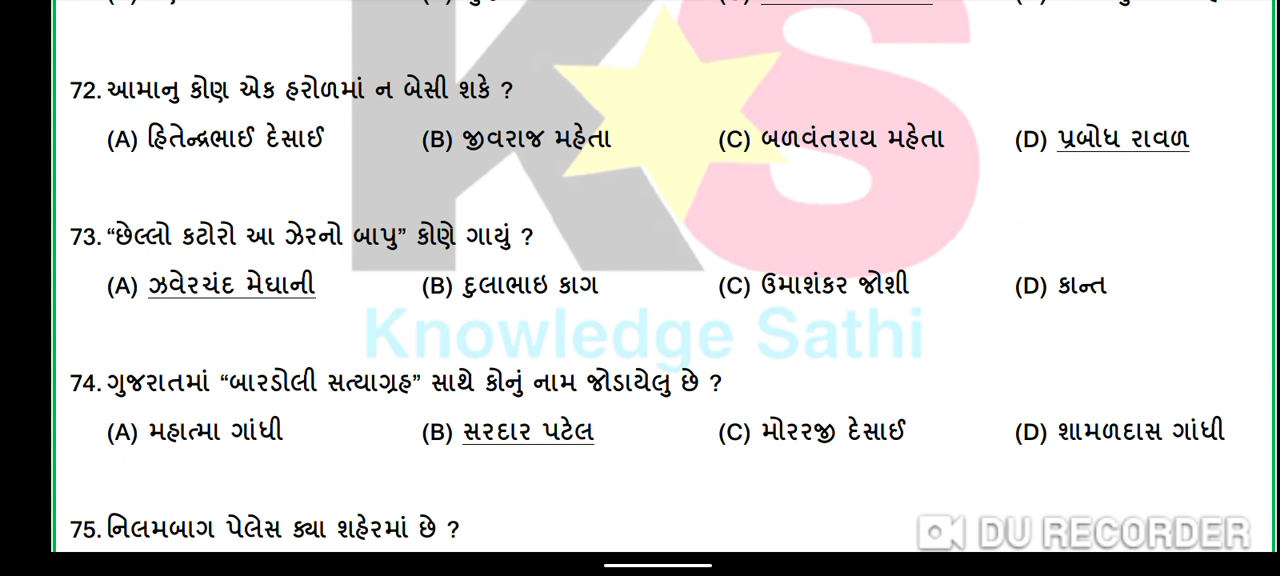 72. આમાનુ કોણ એક હરોળમાં ન બેસી શકે ?
(A) હિતેન્દ્રભાઈ દેસાઈ (B) જીવરાજ મહેતા (C) બળવંતરાય મહેતા (D) પ્રબોધ રાવળ
73. “છેલ્લો કટોરો આ ઝેરનો બાપુ” કોણે ગાયું ?
(A) ઝવેરચંદ મેઘાની (B) દુલાભાઇ કાગ (C) ઉમાશંકર જોશી (D) કાન્ત
Knowledge Sathi
74. ગુજરાતમાં “બારડોલી સત્યાગ્રહ” સાથે કોનું નામ જોડાયેલુ છે ?
(A) મહાત્મા ગાંધી (B) સરદાર પટેલ (C) મોરરજી દેસાઈ (D) શામળદાસ ગાંધી
75. નિલમબાગ પેલેસ ક્યા શહેરમાં છે ?
DU RECORDER
KS